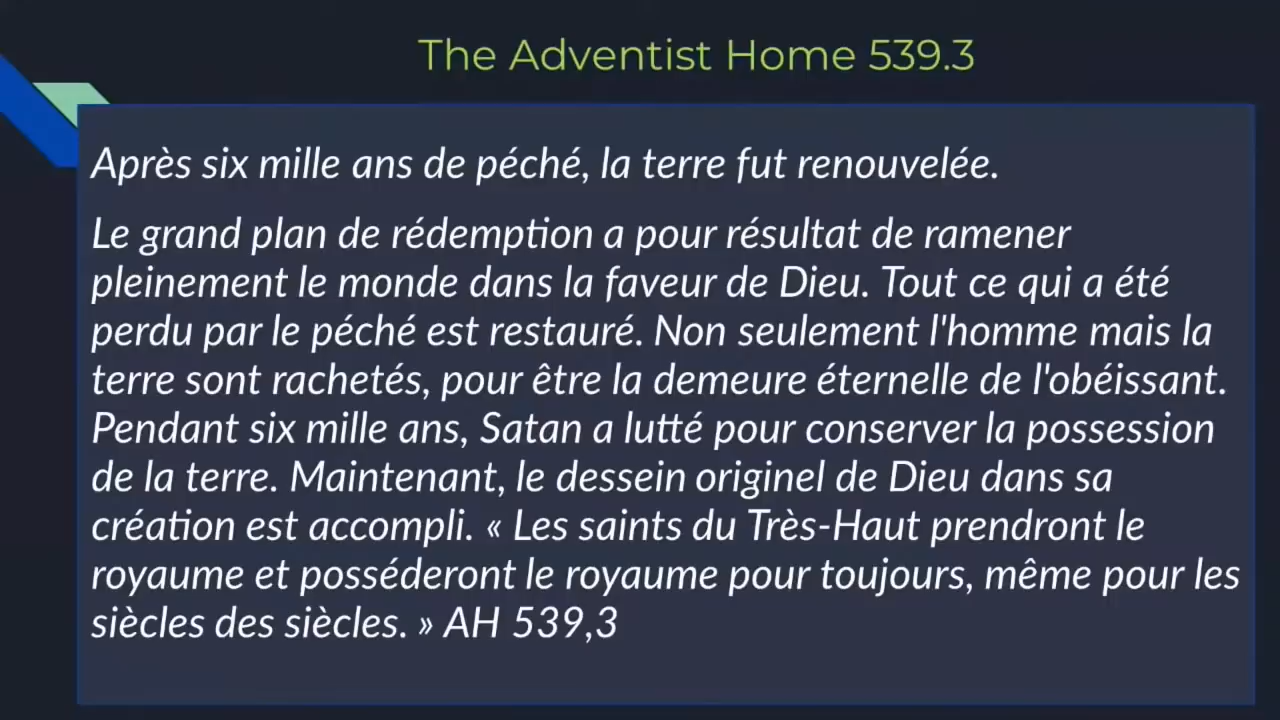 The Adventist Home 539.3
Après six mille ans de péché, la terre fut renouvelée.
Le grand plan de rédemption a pour résultat de ramener
pleinement le monde dans la faveur de Dieu. Tout ce qui a été
perdu par le péché est restauré. Non seulement l'homme mais la
terre sont rachetés, pour être la demeure éternelle de l'obéissant.
Pendant six mille ans, Satan a lutté pour conserver la possession
de la terre. Maintenant, le dessein originel de Dieu dans sa
création est accompli. « Les saints du Très-Haut prendront le
royaume et posséderont le royaume pour toujours, même pour les
siècles des siècles. » AH 539,3